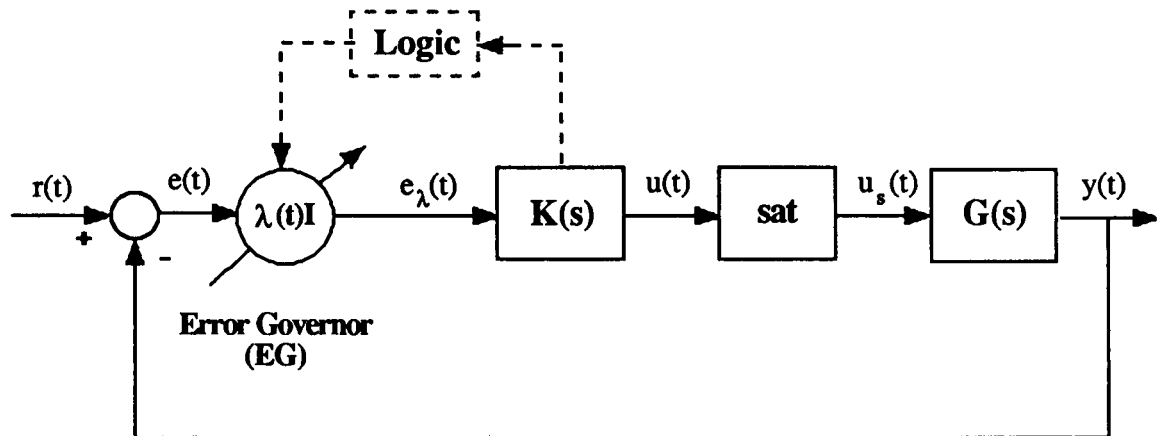 Logic
r(t)
+
-
e(t)
λ(t)I
e_λ(t)
K(s)
u(t)
sat
u_s(t)
G(s)
y(t)
Error Governor
(EG)